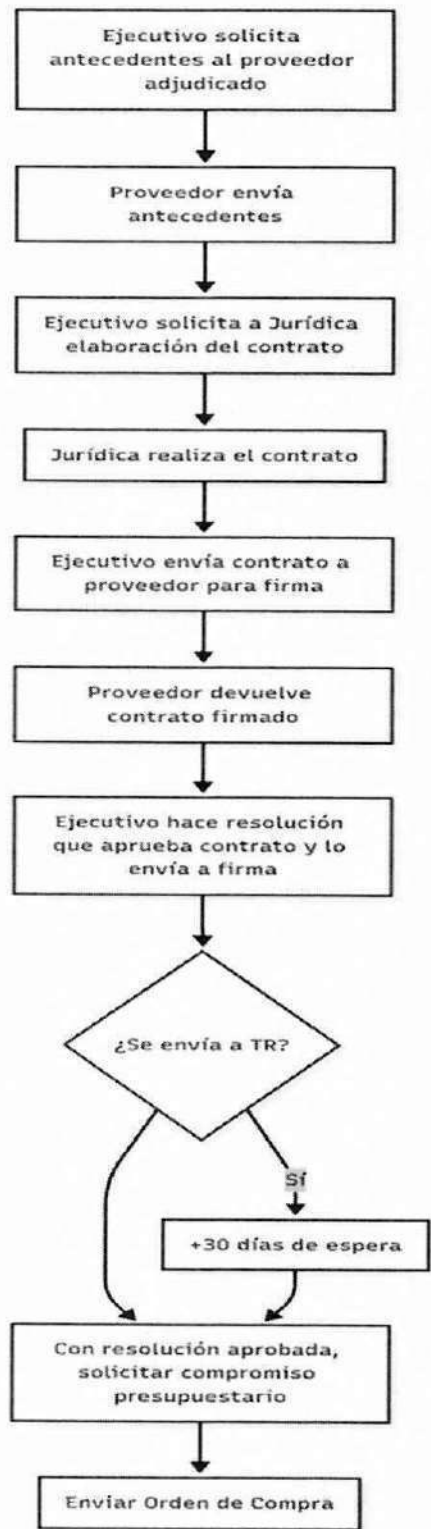 Ejecutivo solicita
antecedentes al proveedor
adjudicado
Proveedor envía
antecedentes
Ejecutivo solicita a Jurídica
elaboración del contrato
Jurídica realiza el contrato
Ejecutivo envía contrato a
proveedor para firma
Proveedor devuelve
contrato firmado
Ejecutivo hace resolución
que aprueba contrato y lo
envía a firma
¿Se envía a TR?
Sí
+30 días de espera
Con resolución aprobada,
solicitar compromiso
presupuestario
Enviar Orden de Compra